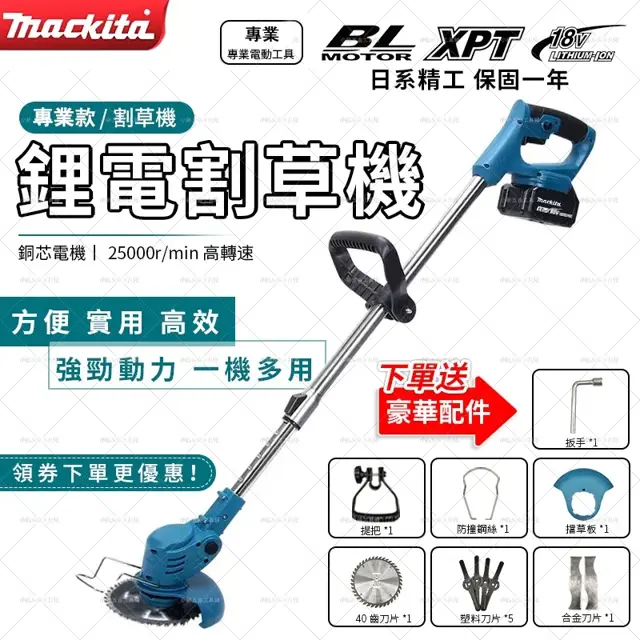 mackita
專業
專業電動工具
BL
MOTOR
XPT
18v
LITHIUM-ION
日系精工 保固一年
專業款 / 割草機
鋰電割草機
銅芯電機 | 25000r/min 高轉速
mackita
方便 實用 高效
強勁動力 一機多用
領券下單更優惠！
下單送
豪華配件
扳手 *1
提把 *1
防撞鋼絲 *1
擋草板 *1
40 齒刀片 *1
塑料刀片 *5
合金刀片 *1